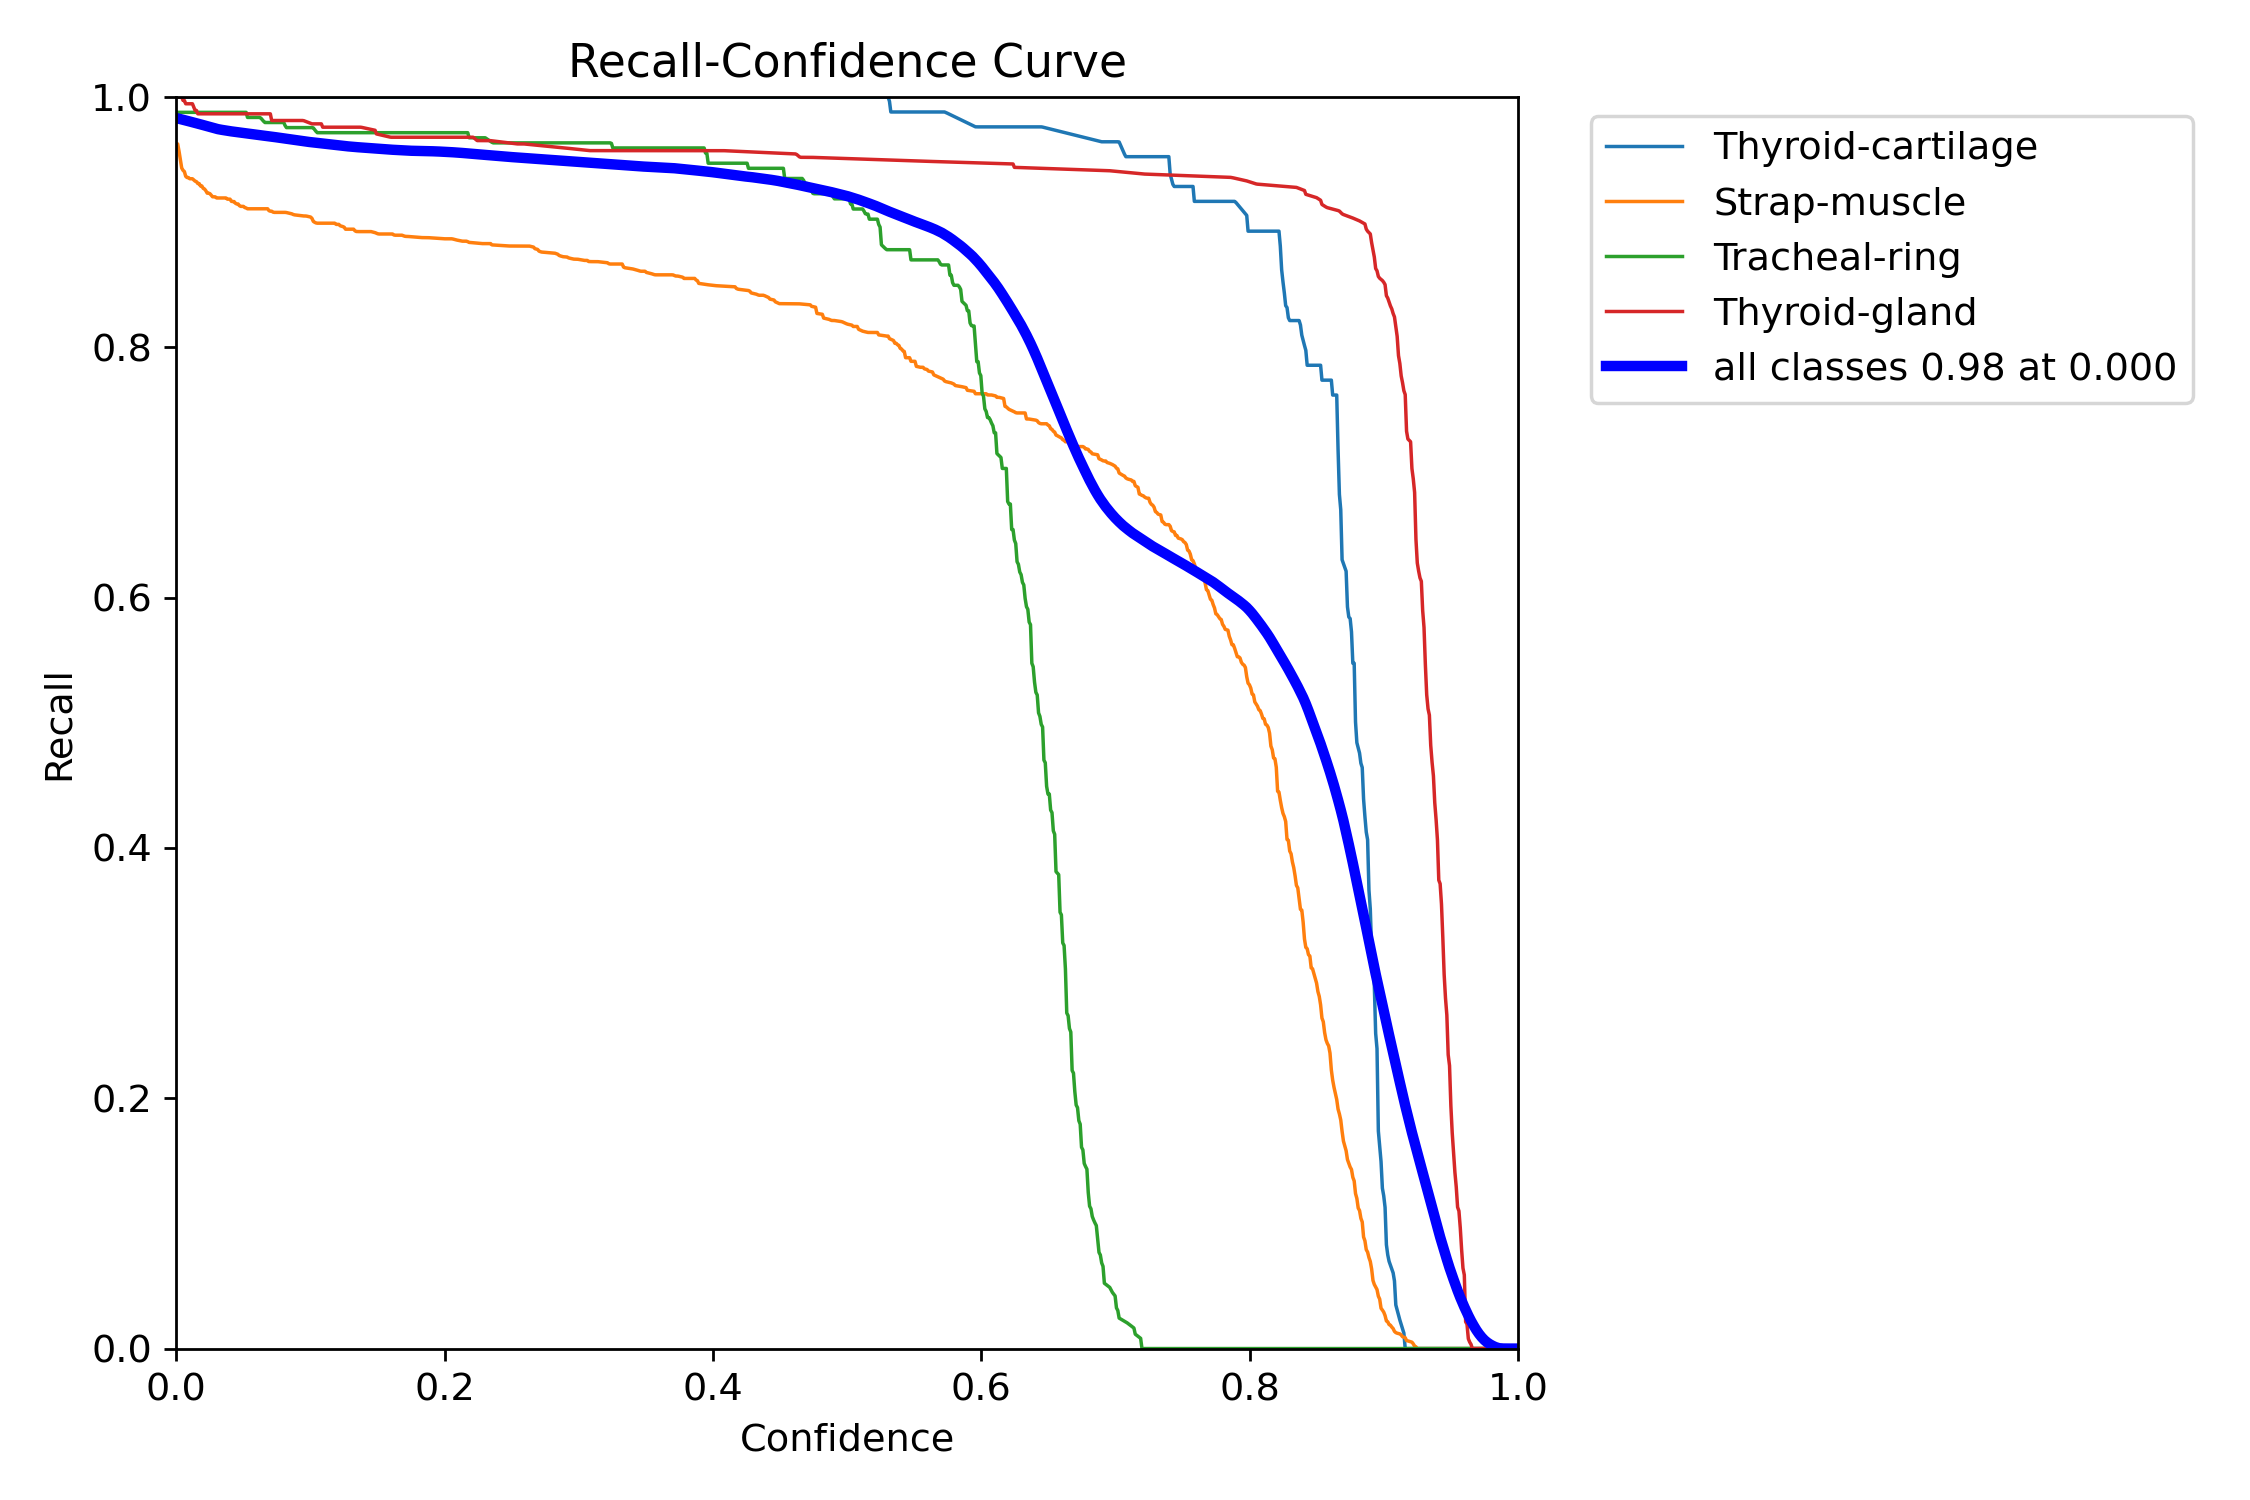 Recall-Confidence Curve
1.0
0.8
0.6
0.4
0.2
0.0
Recall
0.0
0.2
0.4
0.6
0.8
1.0
Confidence
Thyroid-cartilage
Strap-muscle
Tracheal-ring
Thyroid-gland
all classes 0.98 at 0.000